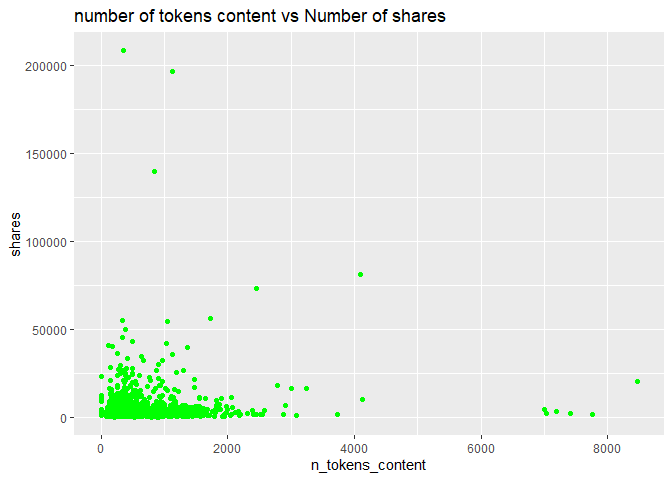 number of tokens content vs Number of shares
200000
150000
100000
50000
0
shares
0 2000 4000 6000 8000
n_tokens_content